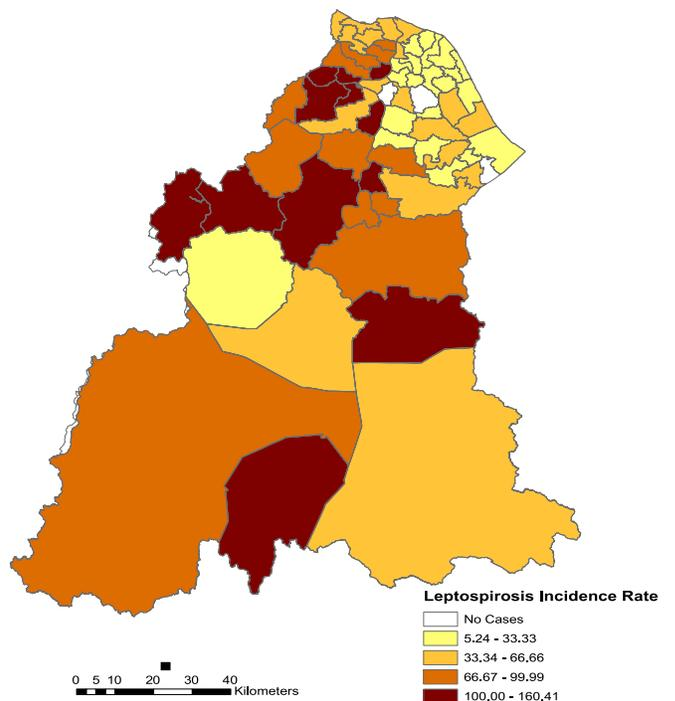 Leptospirosis Incidence Rate
No Cases
5.24 - 33.33
33.34 - 66.66
66.67 - 99.99
100.00 - 160.41
0 5 10 20 30 40
Kilometers